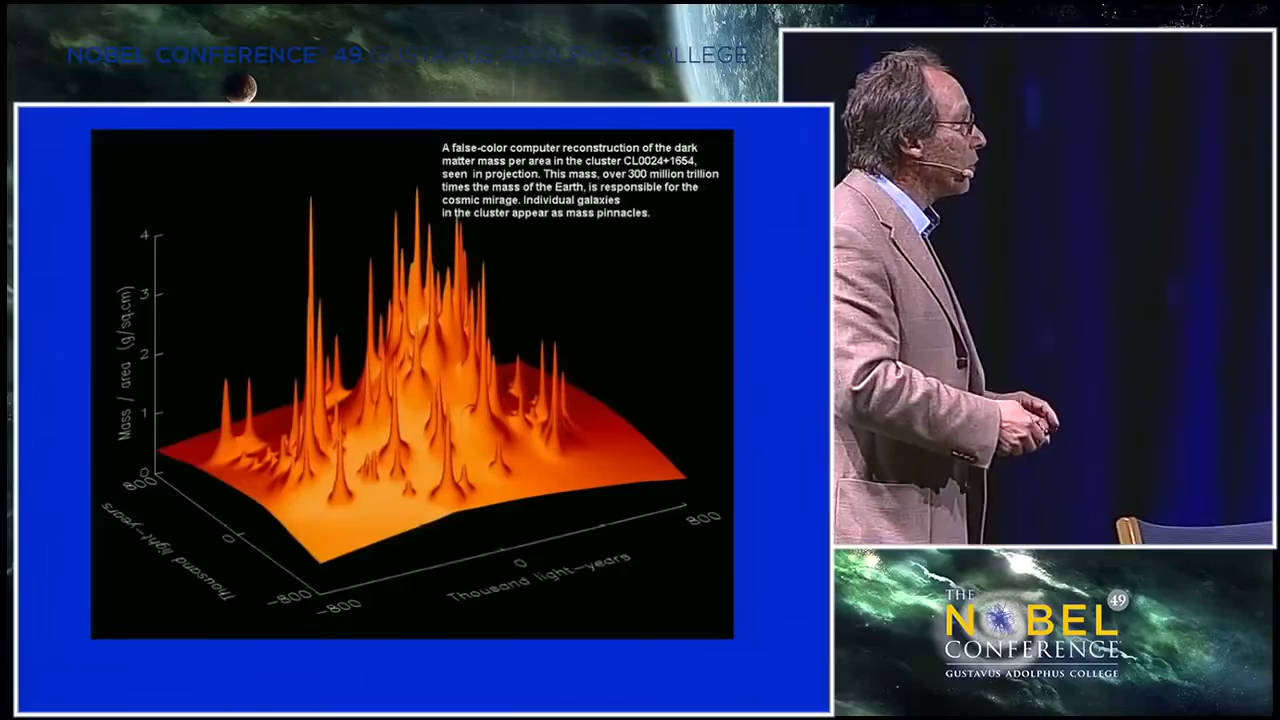 NOBEL CONFERENCE 49 GUSTAVUS ADOLPHUS COLLEGE
A false-color computer reconstruction of the dark
matter mass per area in the cluster CL0024+1654,
seen in projection. This mass, over 300 million trillion
times the mass of the Earth, is responsible for the
cosmic mirage. Individual galaxies
in the cluster appear as mass pinnacles.
4
3
2
1
0
Mass / area (g/sq.cm)
800
0
-800
Thousand light-years
-800
0
800
Thousand light-years
THE 49
NOBEL
CONFERENCE
GUSTAVUS ADOLPHUS COLLEGE